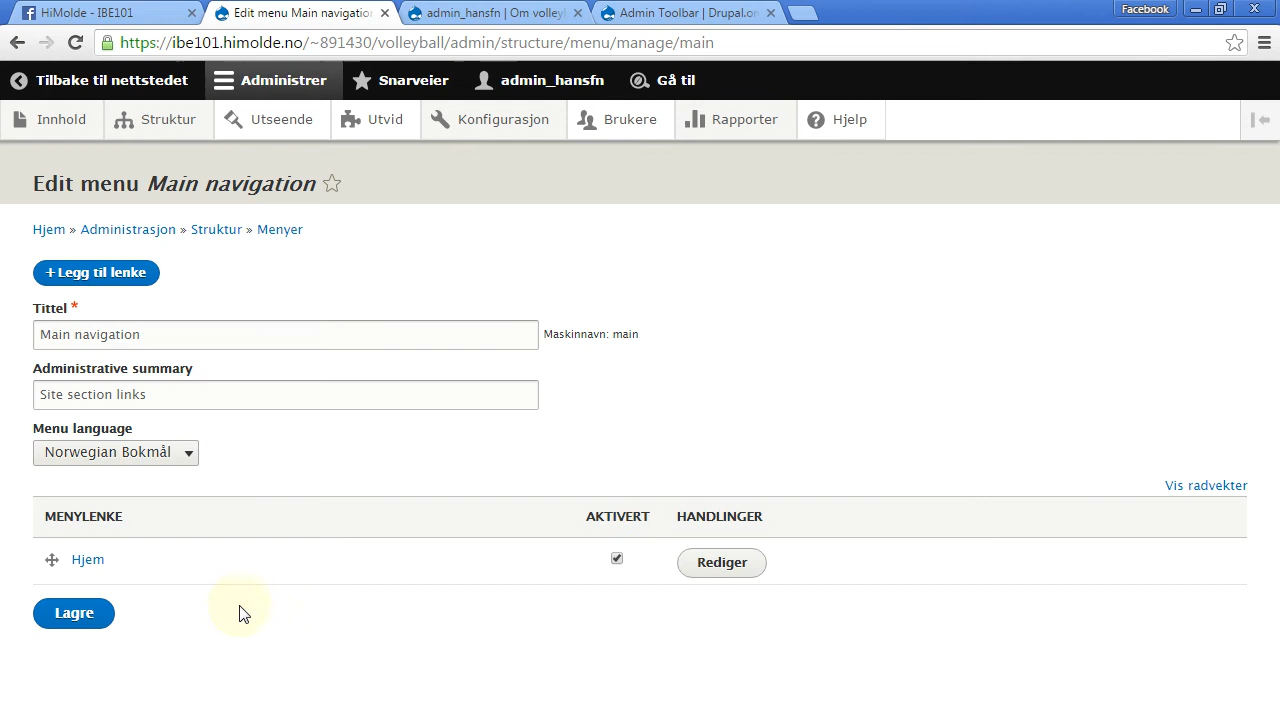 HiMolde - IBE101
Edit menu Main navigation
admin_hansfn | Om volleyb
Admin Toolbar | Drupal.or
Facebook
https://ibe101.himolde.no/~891430/volleyball/admin/structure/menu/manage/main
Tilbake til nettstedet
Administrer
Snarveier
admin_hansfn
Gå til
Innhold
Struktur
Utseende
Utvid
Konfigurasjon
Brukere
Rapporter
Hjelp
Edit menu Main navigation
Hjem » Administrasjon » Struktur » Menyer
+ Legg til lenke
Tittel *
Main navigation
Maskinnavn: main
Administrative summary
Site section links
Menu language
Norwegian Bokmål
Vis radvekter
MENYLENKE AKTIVERT HANDLINGER
Hjem Rediger
Lagre